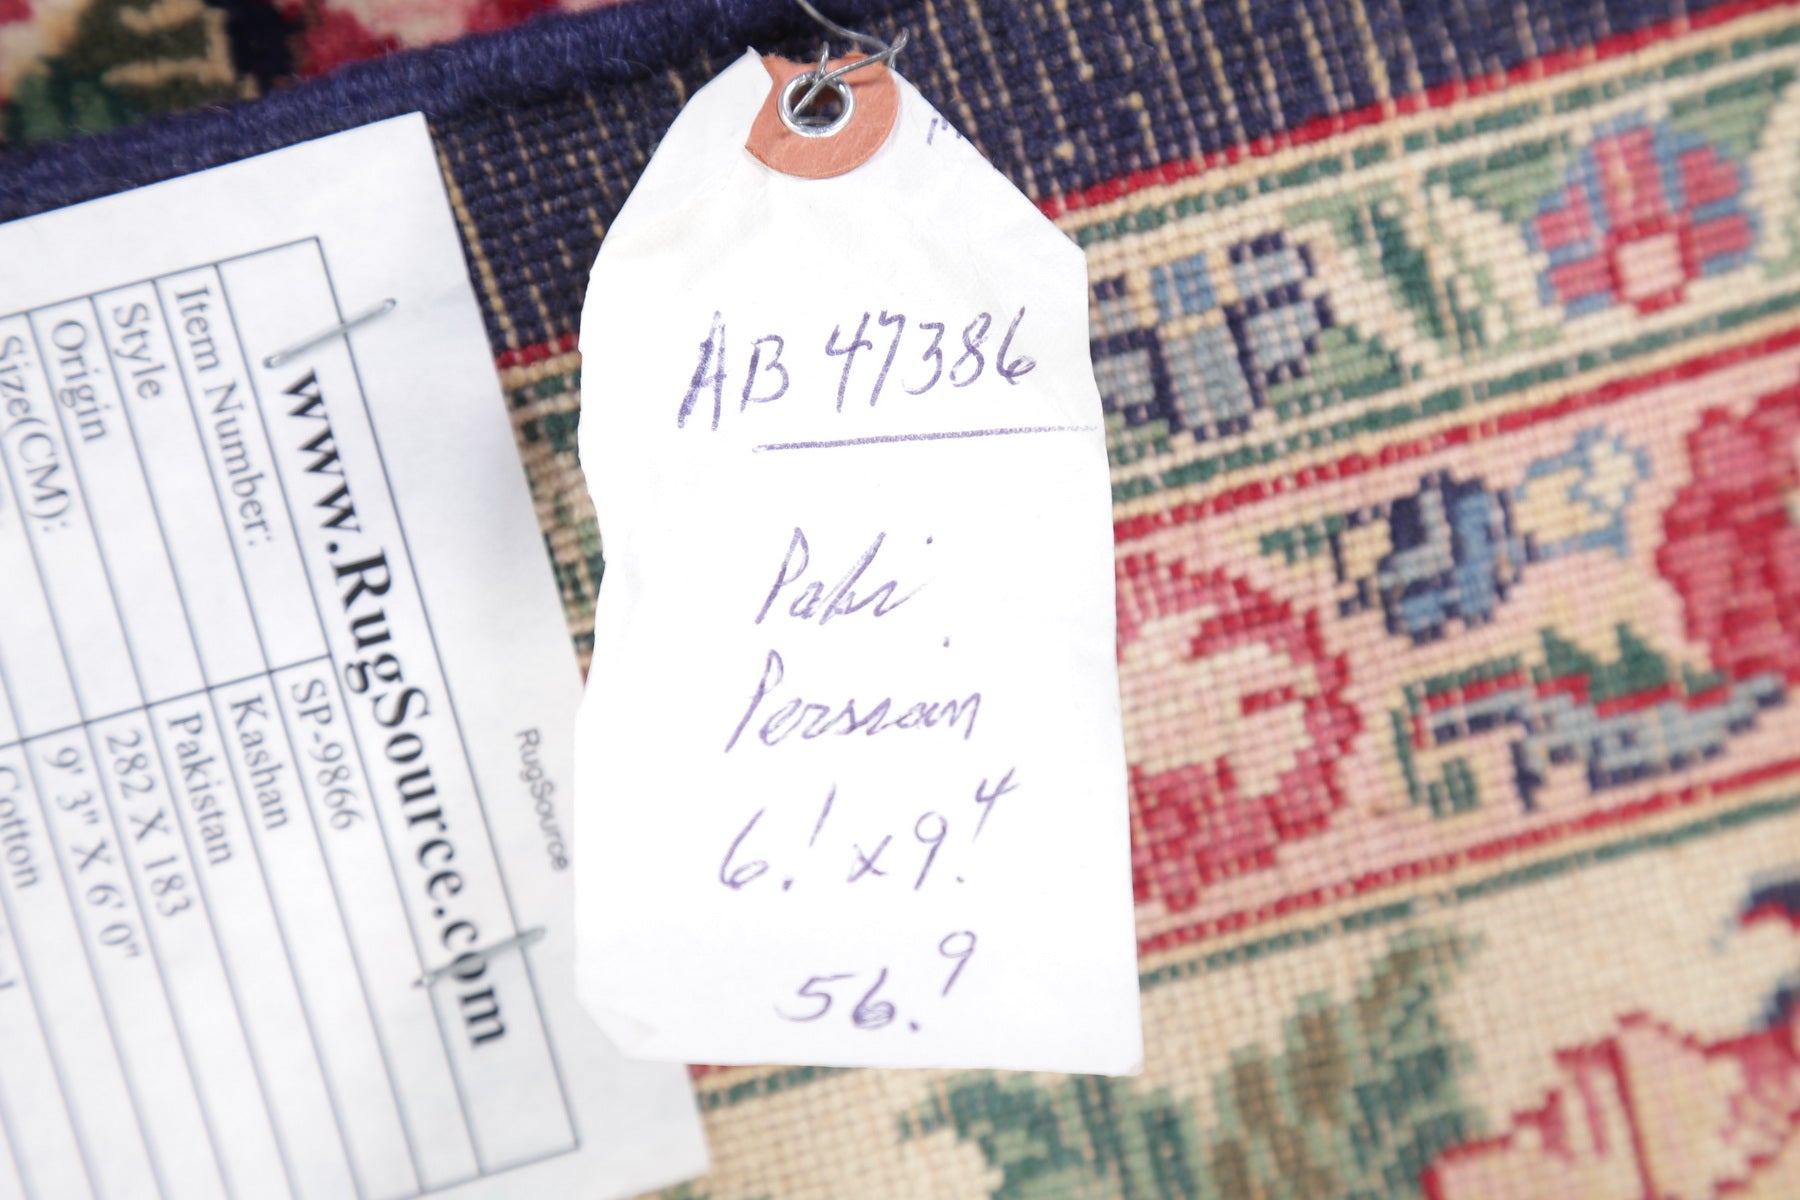 www.RugSource.com
Item Number: SP-9866
Style Kashan
Origin Pakistan
Size(CM): 282 X 183
9' 3" X 6' 0"
Cotton
RugSource
AB 47386
Paki
Persian
6.1 x 9.4
56.9